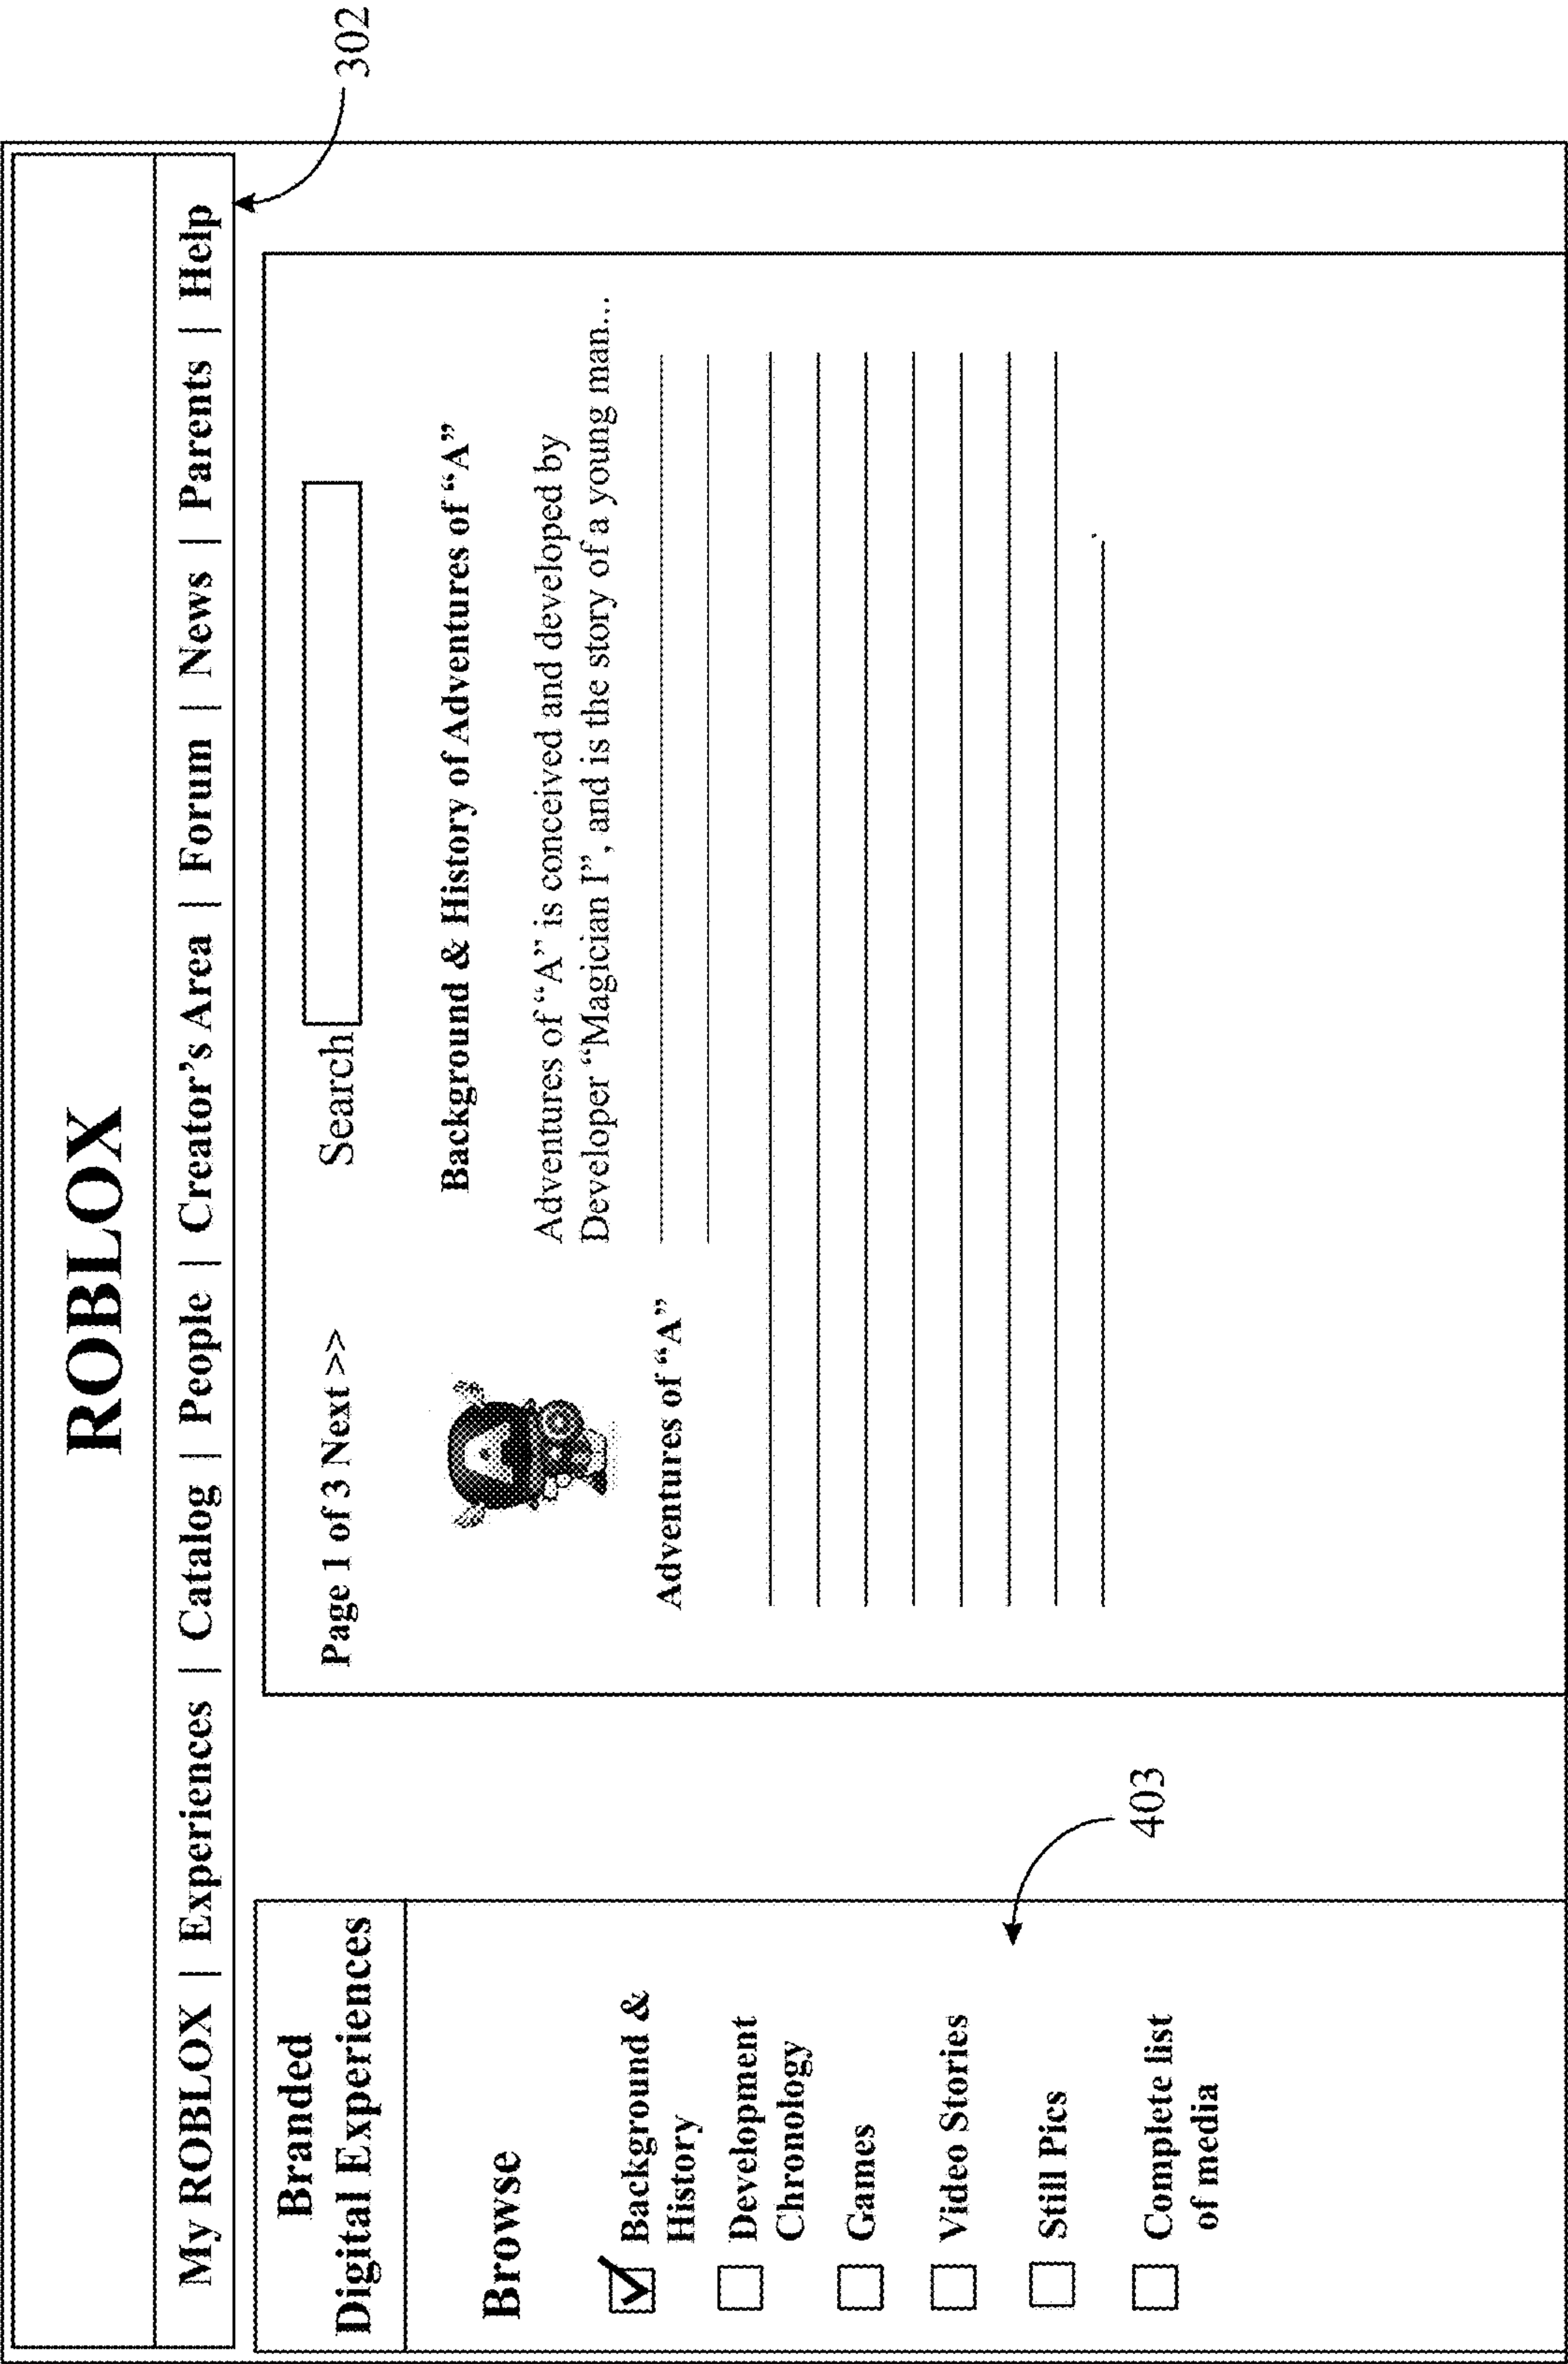 ROBLOX
My ROBLOX | Experiences | Catalog | People | Creator's Area | Forum | News | Parents | Help
302
Branded
Digital Experiences
Browse
Background &
History
Development
Chronology
Games
Video Stories
Still Pics
Complete list
of media
403
Page 1 of 3 Next >>
Search
Adventures of “A”
Background & History of Adventures of “A”
Adventures of “A” is conceived and developed by
Developer “Magician I”, and is the story of a young man...